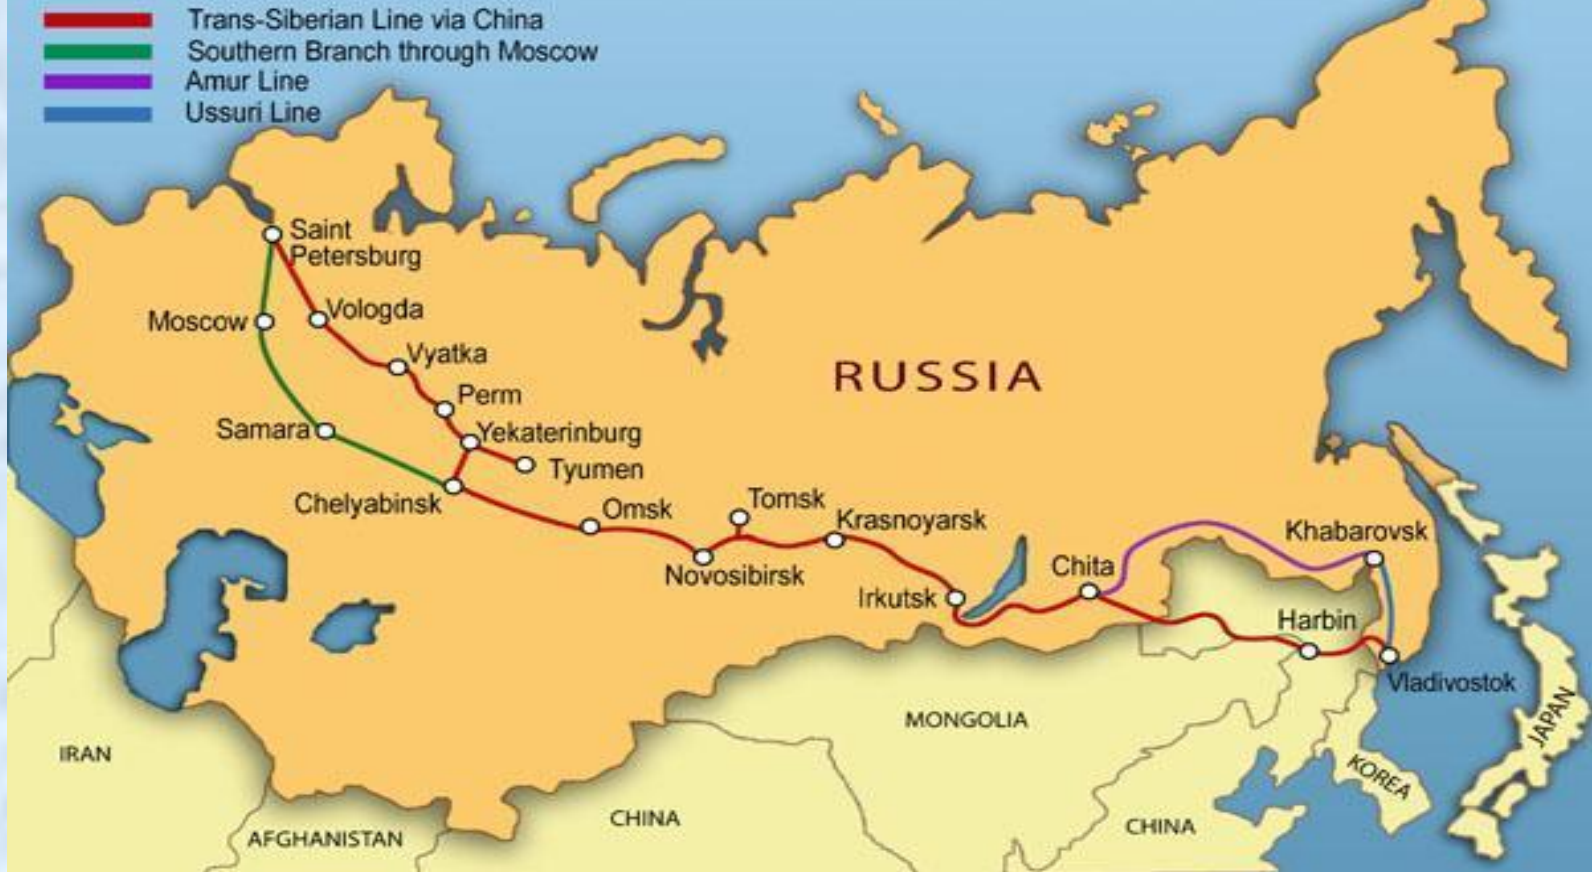 Trans-Siberian Line via China
Southern Branch through Moscow
Amur Line
Ussuri Line
Saint
Petersburg
Moscow
Vologda
Vyatka
RUSSIA
Perm
Samara
Yekaterinburg
Tyumen
Chelyabinsk
Omsk
Tomsk
Krasnoyarsk
Novosibirsk
Irkutsk
Chita
Khabarovsk
Harbin
Vladivostok
MONGOLIA
IRAN
JAPAN
KOREA
CHINA
CHINA
AFGHANISTAN